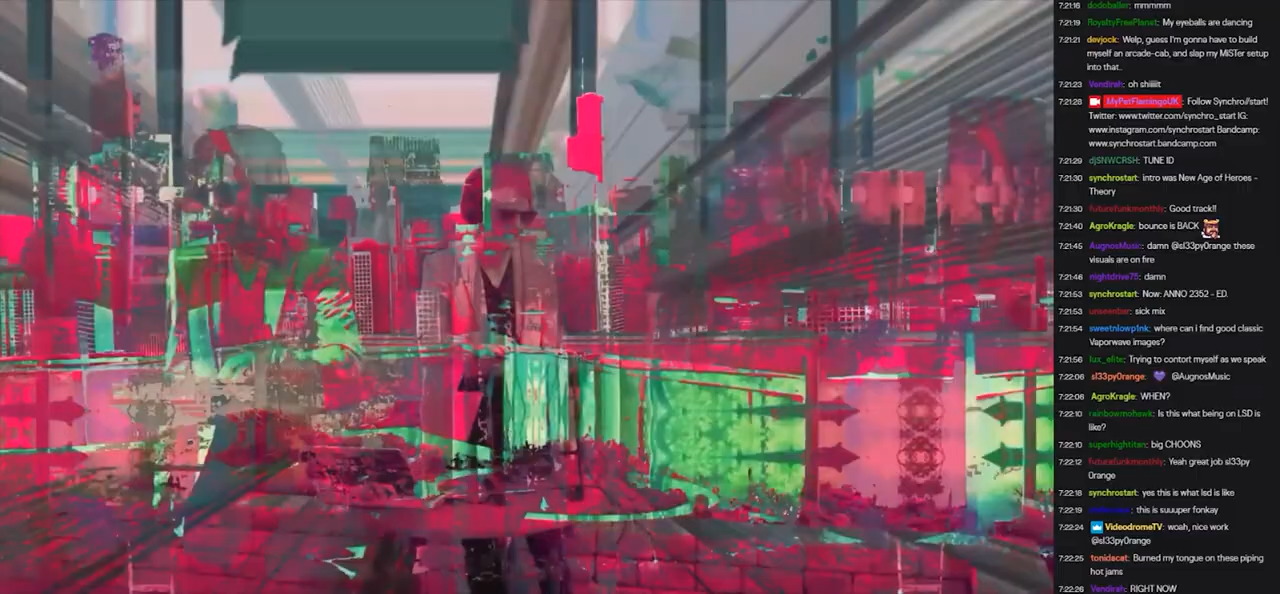 7:21:16 dodoballer: mmmmm
7:21:19 RoyaltyFreePlanet: My eyeballs are dancing
7:21:21 devjock: Welp, guess I'm gonna have to build
myself an arcade-cab, and slap my MiSTer setup
into that..
7:21:23 Vendirah: oh shiiiiit
7:21:28 MyPetFlamingoUK: Follow Synchro//start!
Twitter: www.twitter.com/synchro_start IG:
www.instagram.com/synchrostart Bandcamp:
www.synchrostart.bandcamp.com
7:21:29 djSNWCRSH: TUNE ID
7:21:30 synchrostart: intro was New Age of Heroes -
Theory
7:21:30 futurefunkmonthly: Good track!!
7:21:40 AgroKragle: bounce is BACK
7:21:45 AugnosMusic: damn @sl33py0range these
visuals are on fire
7:21:46 nightdrive75: damn
7:21:53 synchrostart: Now: ANNO 2352 - ED.
7:21:53 sick mix
7:21:54 sweetnlowp1nk: where can i find good classic
Vaporwave images?
7:21:56 lux_elite: Trying to contort myself as we speak
7:22:06 sl33py0range: @AugnosMusic
7:22:06 AgroKragle: WHEN?
7:22:10 rainbowmohawk: Is this what being on LSD is
like?
7:22:10 superhightitan: big CHOONS
7:22:12 futurefunkmonthly: Yeah great job sl33py
0range
7:22:18 synchrostart: yes this is what lsd is like
7:22:19 this is suuuper fonkay
7:22:24 VideodromeTV: woah, nice work
@sl33py0range
7:22:25 tonidacat: Burned my tongue on these piping
hot jams
7:22:26 Vendirah: RIGHT NOW